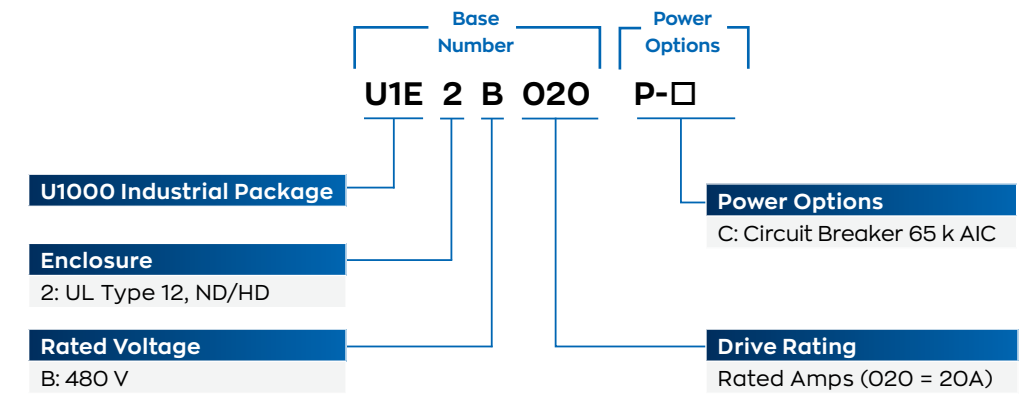 Base
Number
Power
Options
U1E 2 B 020 P-□
U1000 Industrial Package
Enclosure
2: UL Type 12, ND/HD
Rated Voltage
B: 480 V
Power Options
C: Circuit Breaker 65 k AIC
Drive Rating
Rated Amps (020 = 20A)